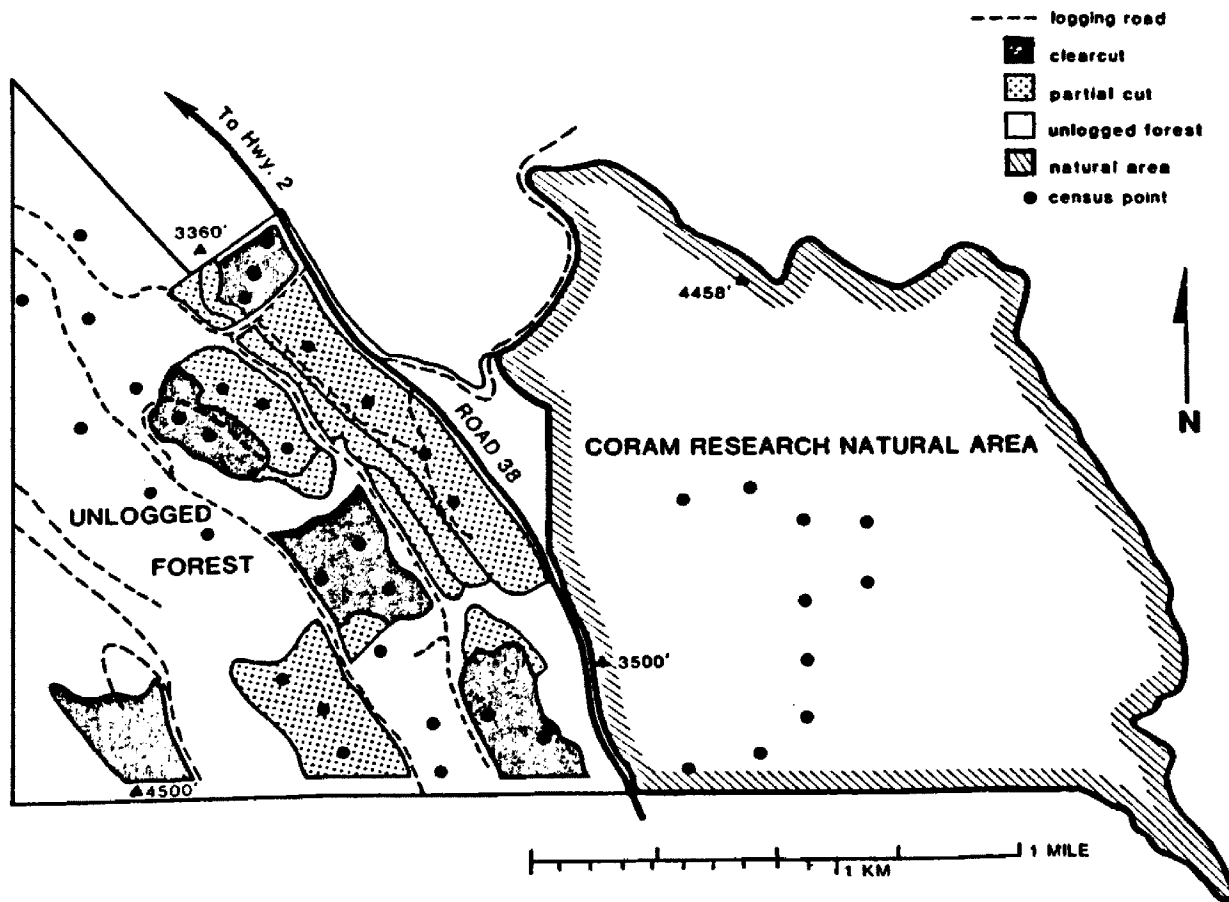 logging road
clearcut
partial cut
unlogged forest
natural area
census point
To Hwy. 2
3360'
4458'
N
ROAD 38
CORAM RESEARCH NATURAL AREA
UNLOGGED
FOREST
3500'
4500'
1 MILE
1 KM